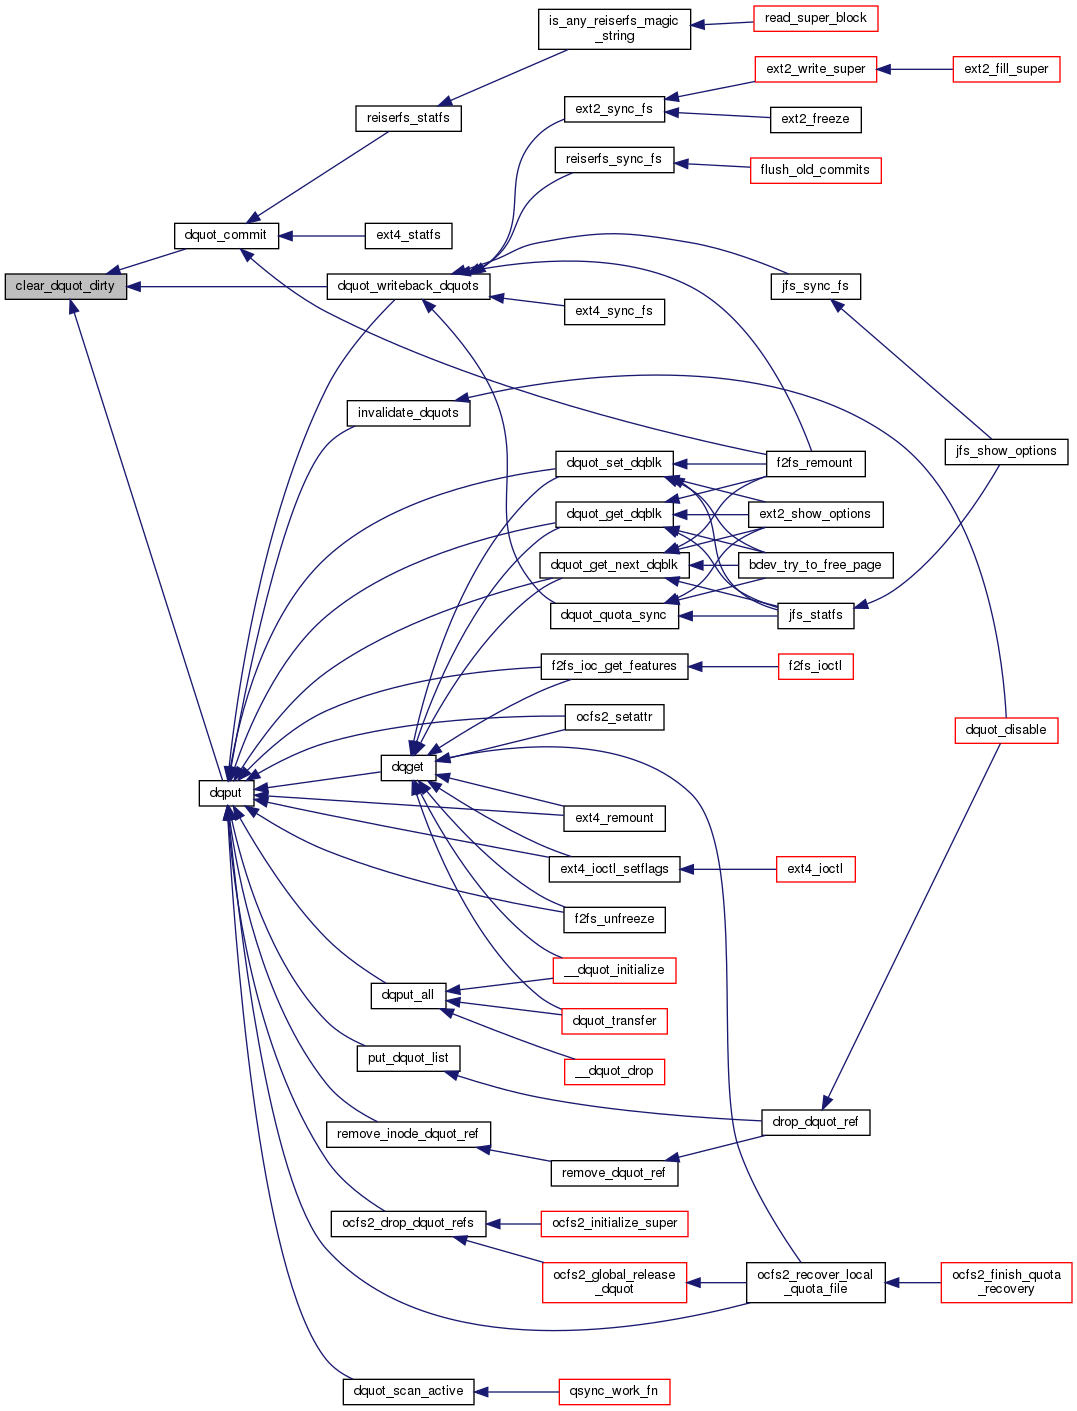 is_any_reiserfs_magic
_string
read_super_block
ext2_write_super
ext2_fill_super
ext2_sync_fs
ext2_freeze
reiserfs_statfs
reiserfs_sync_fs
flush_old_commits
dquot_commit
ext4_statfs
clear_dquot_dirty
dquot_writeback_dquots
jfs_sync_fs
ext4_sync_fs
invalidate_dquots
jfs_show_options
dquot_set_dqblk
f2fs_remount
dquot_get_dqblk
ext2_show_options
dquot_get_next_dqblk
bdev_try_to_free_page
dquot_quota_sync
jfs_statfs
f2fs_ioc_get_features
f2fs_ioctl
ocfs2_setattr
dquot_disable
dqget
dqput
ext4_remount
ext4_ioctl_setflags
ext4_ioctl
f2fs_unfreeze
__dquot_initialize
dqput_all
dquot_transfer
put_dquot_list
__dquot_drop
drop_dquot_ref
remove_inode_dquot_ref
remove_dquot_ref
ocfs2_drop_dquot_refs
ocfs2_initialize_super
ocfs2_global_release
_dquot
ocfs2_recover_local
_quota_file
ocfs2_finish_quota
_recovery
dquot_scan_active
qsync_work_fn